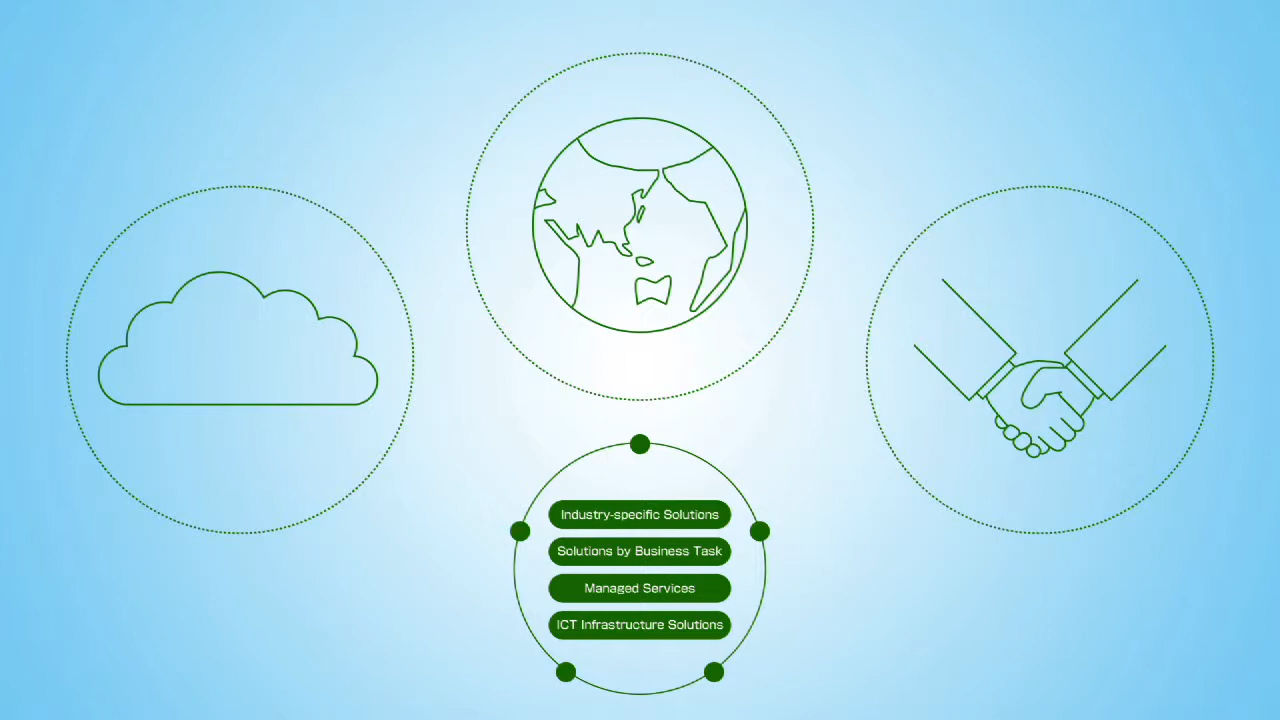 Industry-specific Solutions
Solutions by Business Task
Managed Services
ICT Infrastructure Solutions